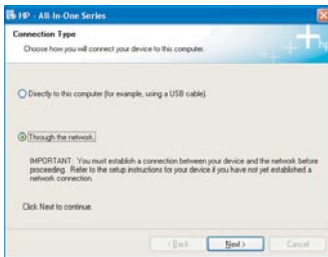 HP - All-In-One Series
Connection Type
Choose how you will connect your device to this computer.
Directly to this computer (for example, using a USB cable).
Through the network.
IMPORTANT: You must establish a connection between your device and the network before
proceeding. Refer to the setup instructions for your device if you have not yet established a
network connection.
Click Next to continue.
< Back Next > Cancel